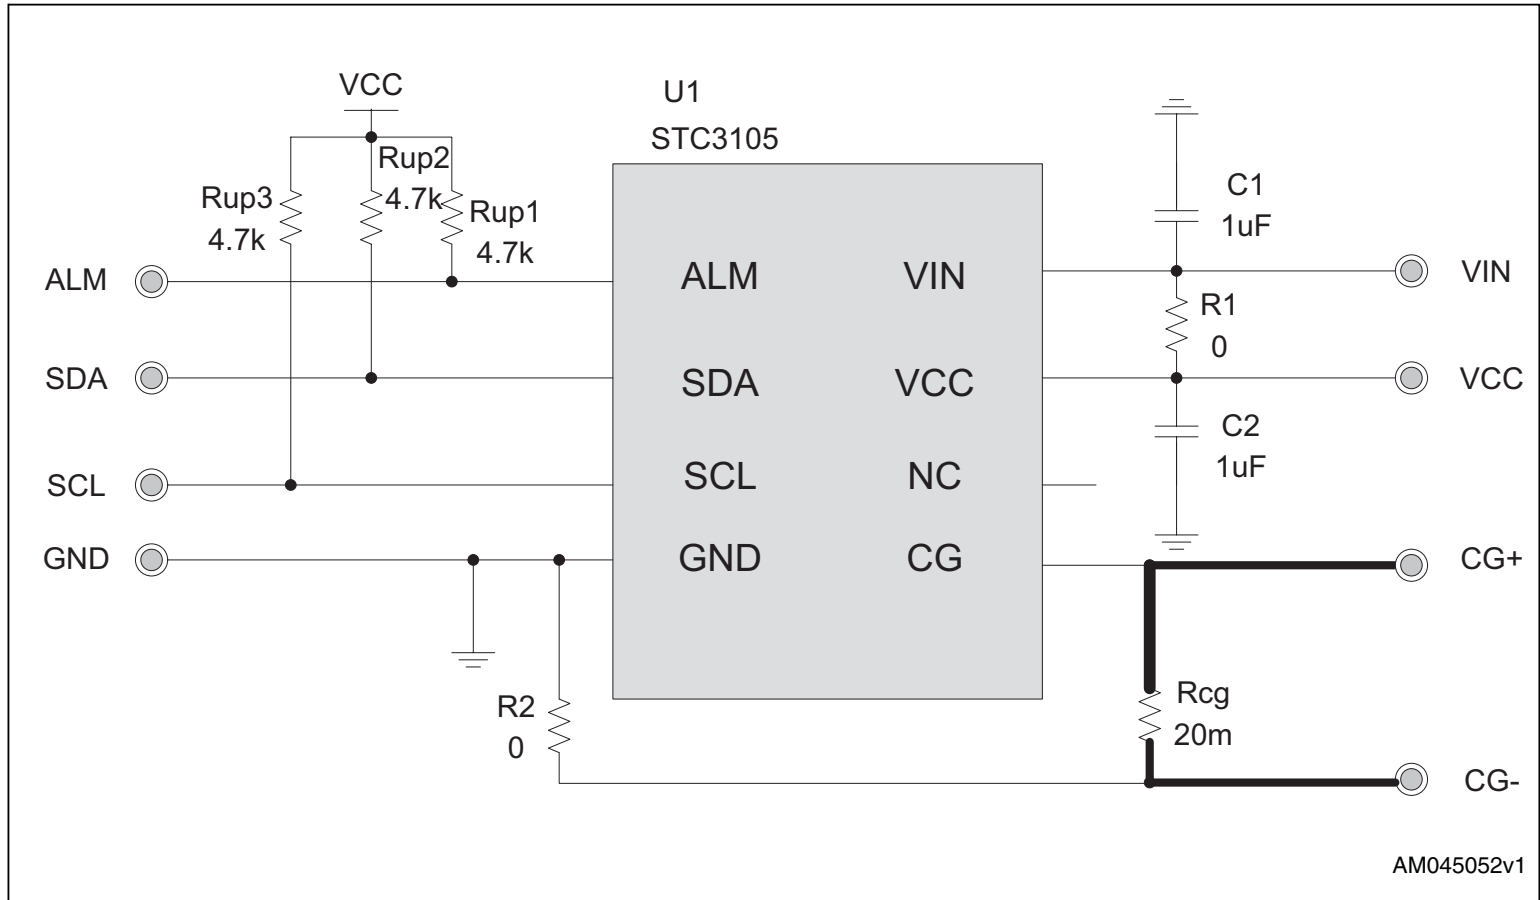 VCC
U1
STC3105
Rup2
4.7k
Rup3
4.7k
Rup1
4.7k
C1
1uF
ALM
ALM
VIN
VIN
R1
0
SDA
SDA
VCC
VCC
C2
1uF
SCL
SCL
NC
GND
GND
CG
CG+
R2
0
Rcg
20m
CG-
AM045052v1